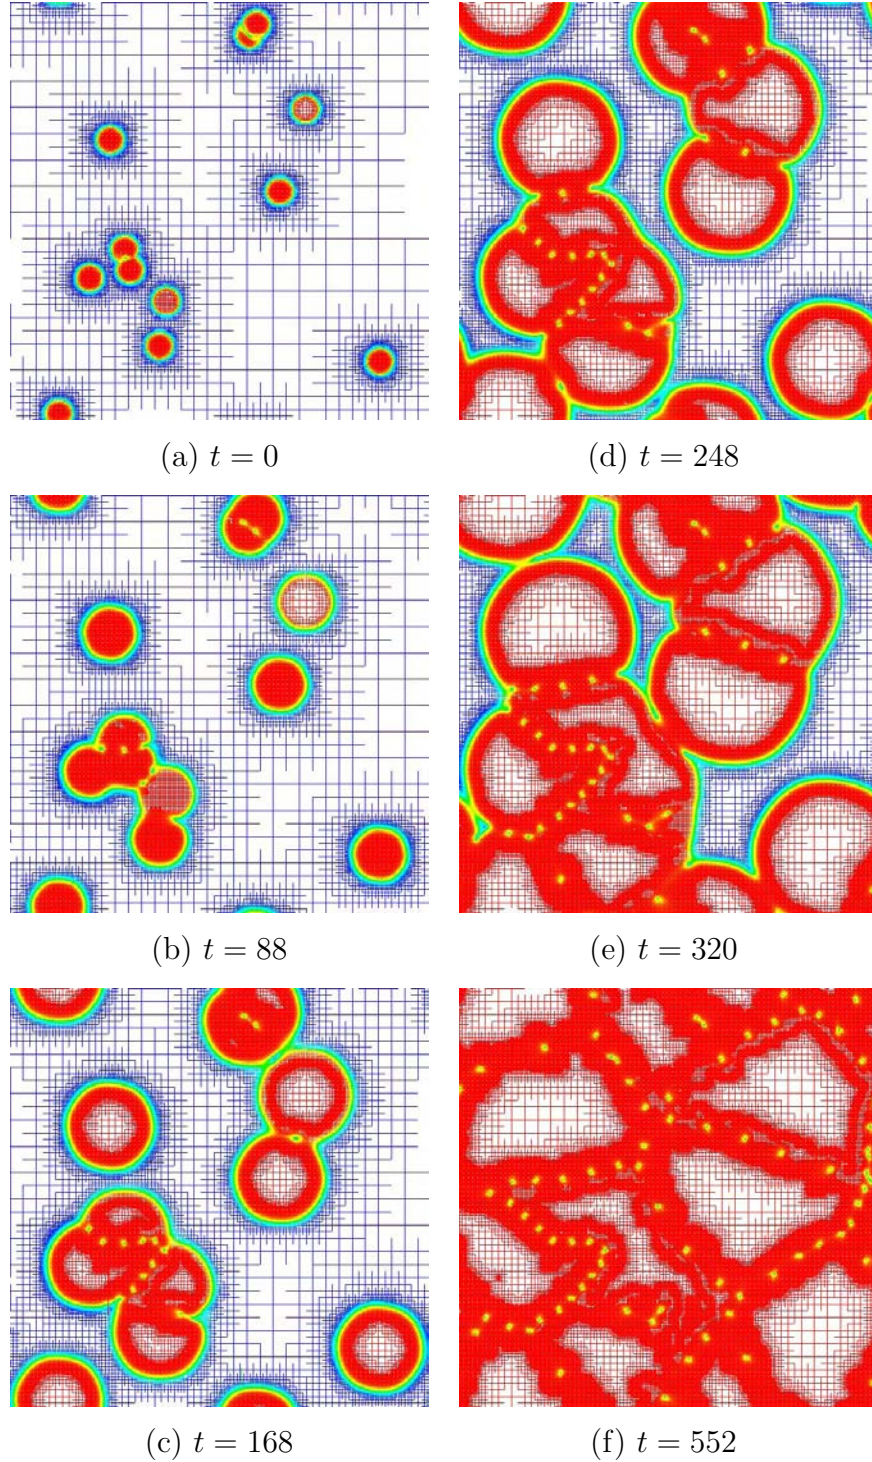 (a) t = 0
(d) t = 248
(b) t = 88
(e) t = 320
(c) t = 168
(f) t = 552